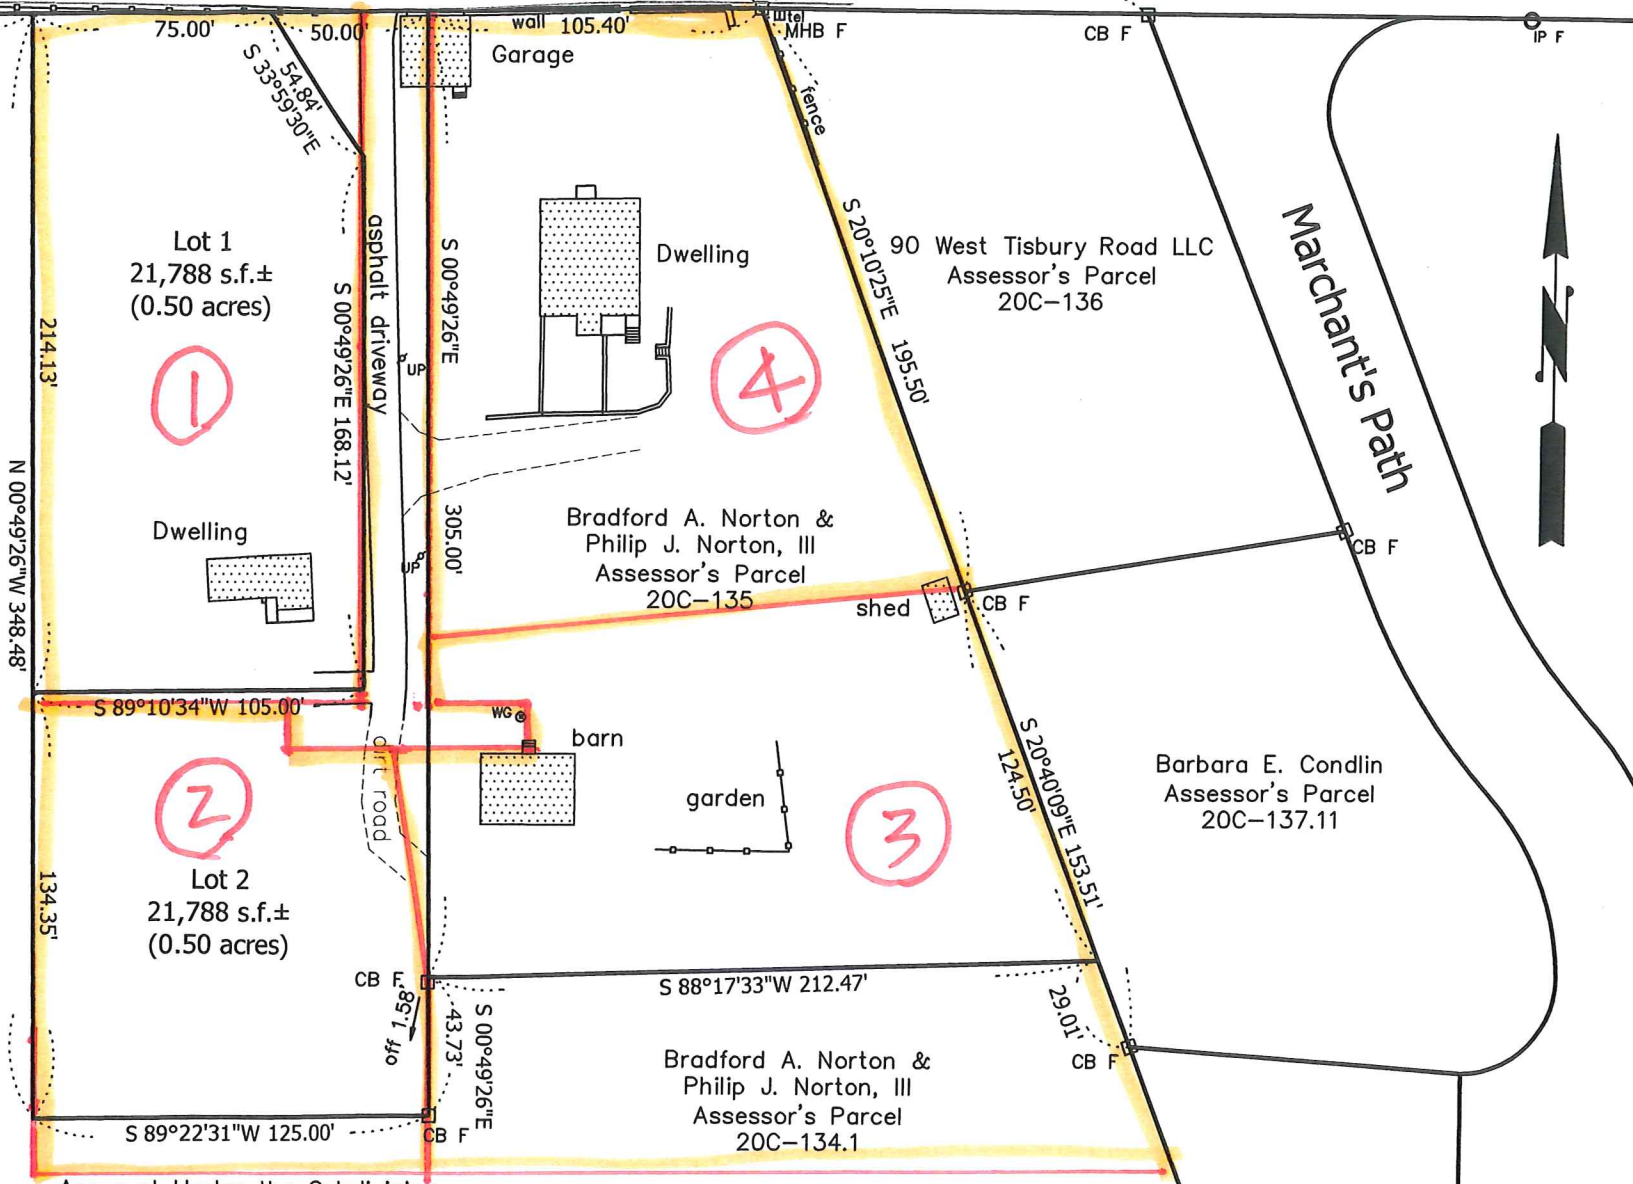 75.00'
50.00'
wall 105.40'
tel
MHB F
CB F
IP F
Garage
54.84'
S 33°59'30"E
fence
Lot 1
21,788 s.f.±
(0.50 acres)
asphalt driveway
S 00°49'26"E
Dwelling
S 20°10'25"E 195.50'
90 West Tisbury Road LLC
Assessor's Parcel
20C-136
Marchant's Path
214.13'
S 00°49'26"E 168.12'
UP
1
4
N 00°49'26"W 348.48'
Dwelling
UP
305.00'
Bradford A. Norton &
Philip J. Norton, III
Assessor's Parcel
20C-135
shed
CB F
CB F
S 89°10'34"W 105.00'
WG
barn
dirt road
garden
S 20°40'09"E 153.51'
124.50'
Barbara E. Condlin
Assessor's Parcel
20C-137.11
2
3
Lot 2
21,788 s.f.±
(0.50 acres)
134.35'
CB F
off 1.58'
43.73'
S 00°49'26"E
S 88°17'33"W 212.47'
29.01'
CB F
Bradford A. Norton &
Philip J. Norton, III
Assessor's Parcel
20C-134.1
S 89°22'31"W 125.00'
CB F